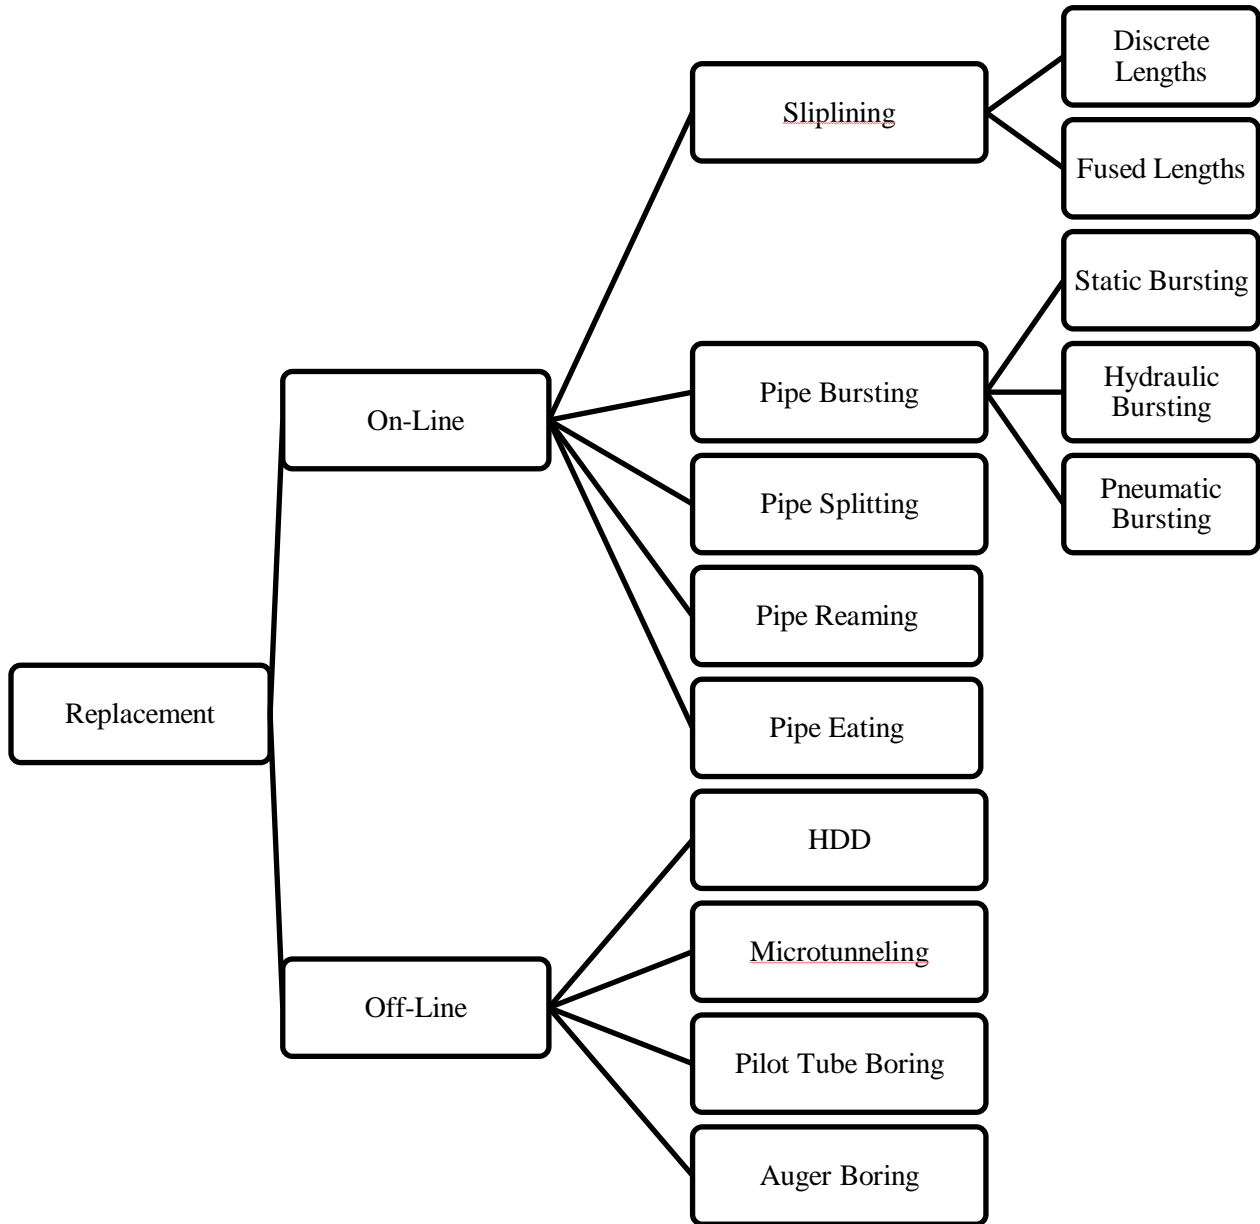 Discrete
Lengths
Sliplining
Fused Lengths
Static Bursting
Pipe Bursting
Hydraulic
Bursting
On-Line
Pipe Splitting
Pneumatic
Bursting
Pipe Reaming
Replacement
Pipe Eating
HDD
Microtunneling
Off-Line
Pilot Tube Boring
Auger Boring